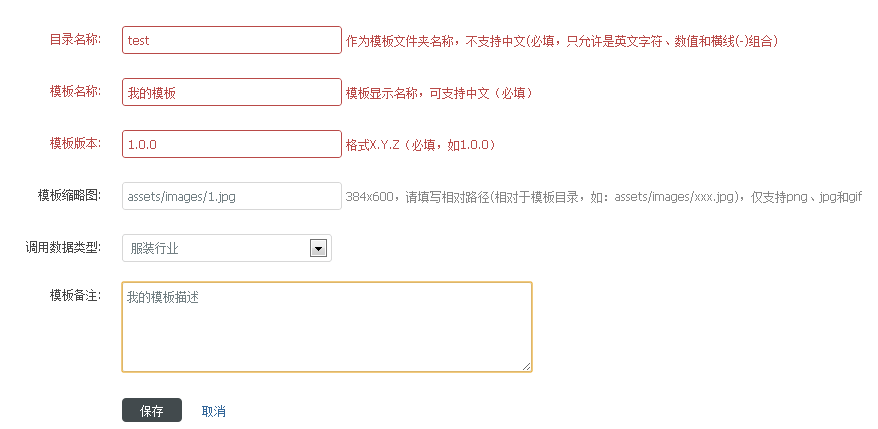 目录名称: test 作为模板文件夹名称，不支持中文(必填，只允许是英文字符、数值和横线(-)组合)
模板名称: 我的模板 模板显示名称，可支持中文（必填）
模板版本: 1.0.0 格式X.Y.Z（必填，如1.0.0）
模板缩略图: assets/images/1.jpg 384x600，请填写相对路径(相对于模板目录，如：assets/images/xxx.jpg)，仅支持png、jpg和gif
调用数据类型: 服装行业
模板备注: 我的模板描述
保存 取消